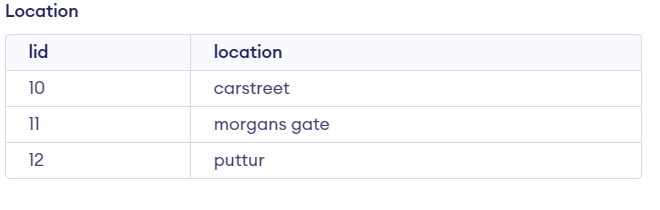 Location
lid location
10 carstreet
11 morgans gate
12 puttur